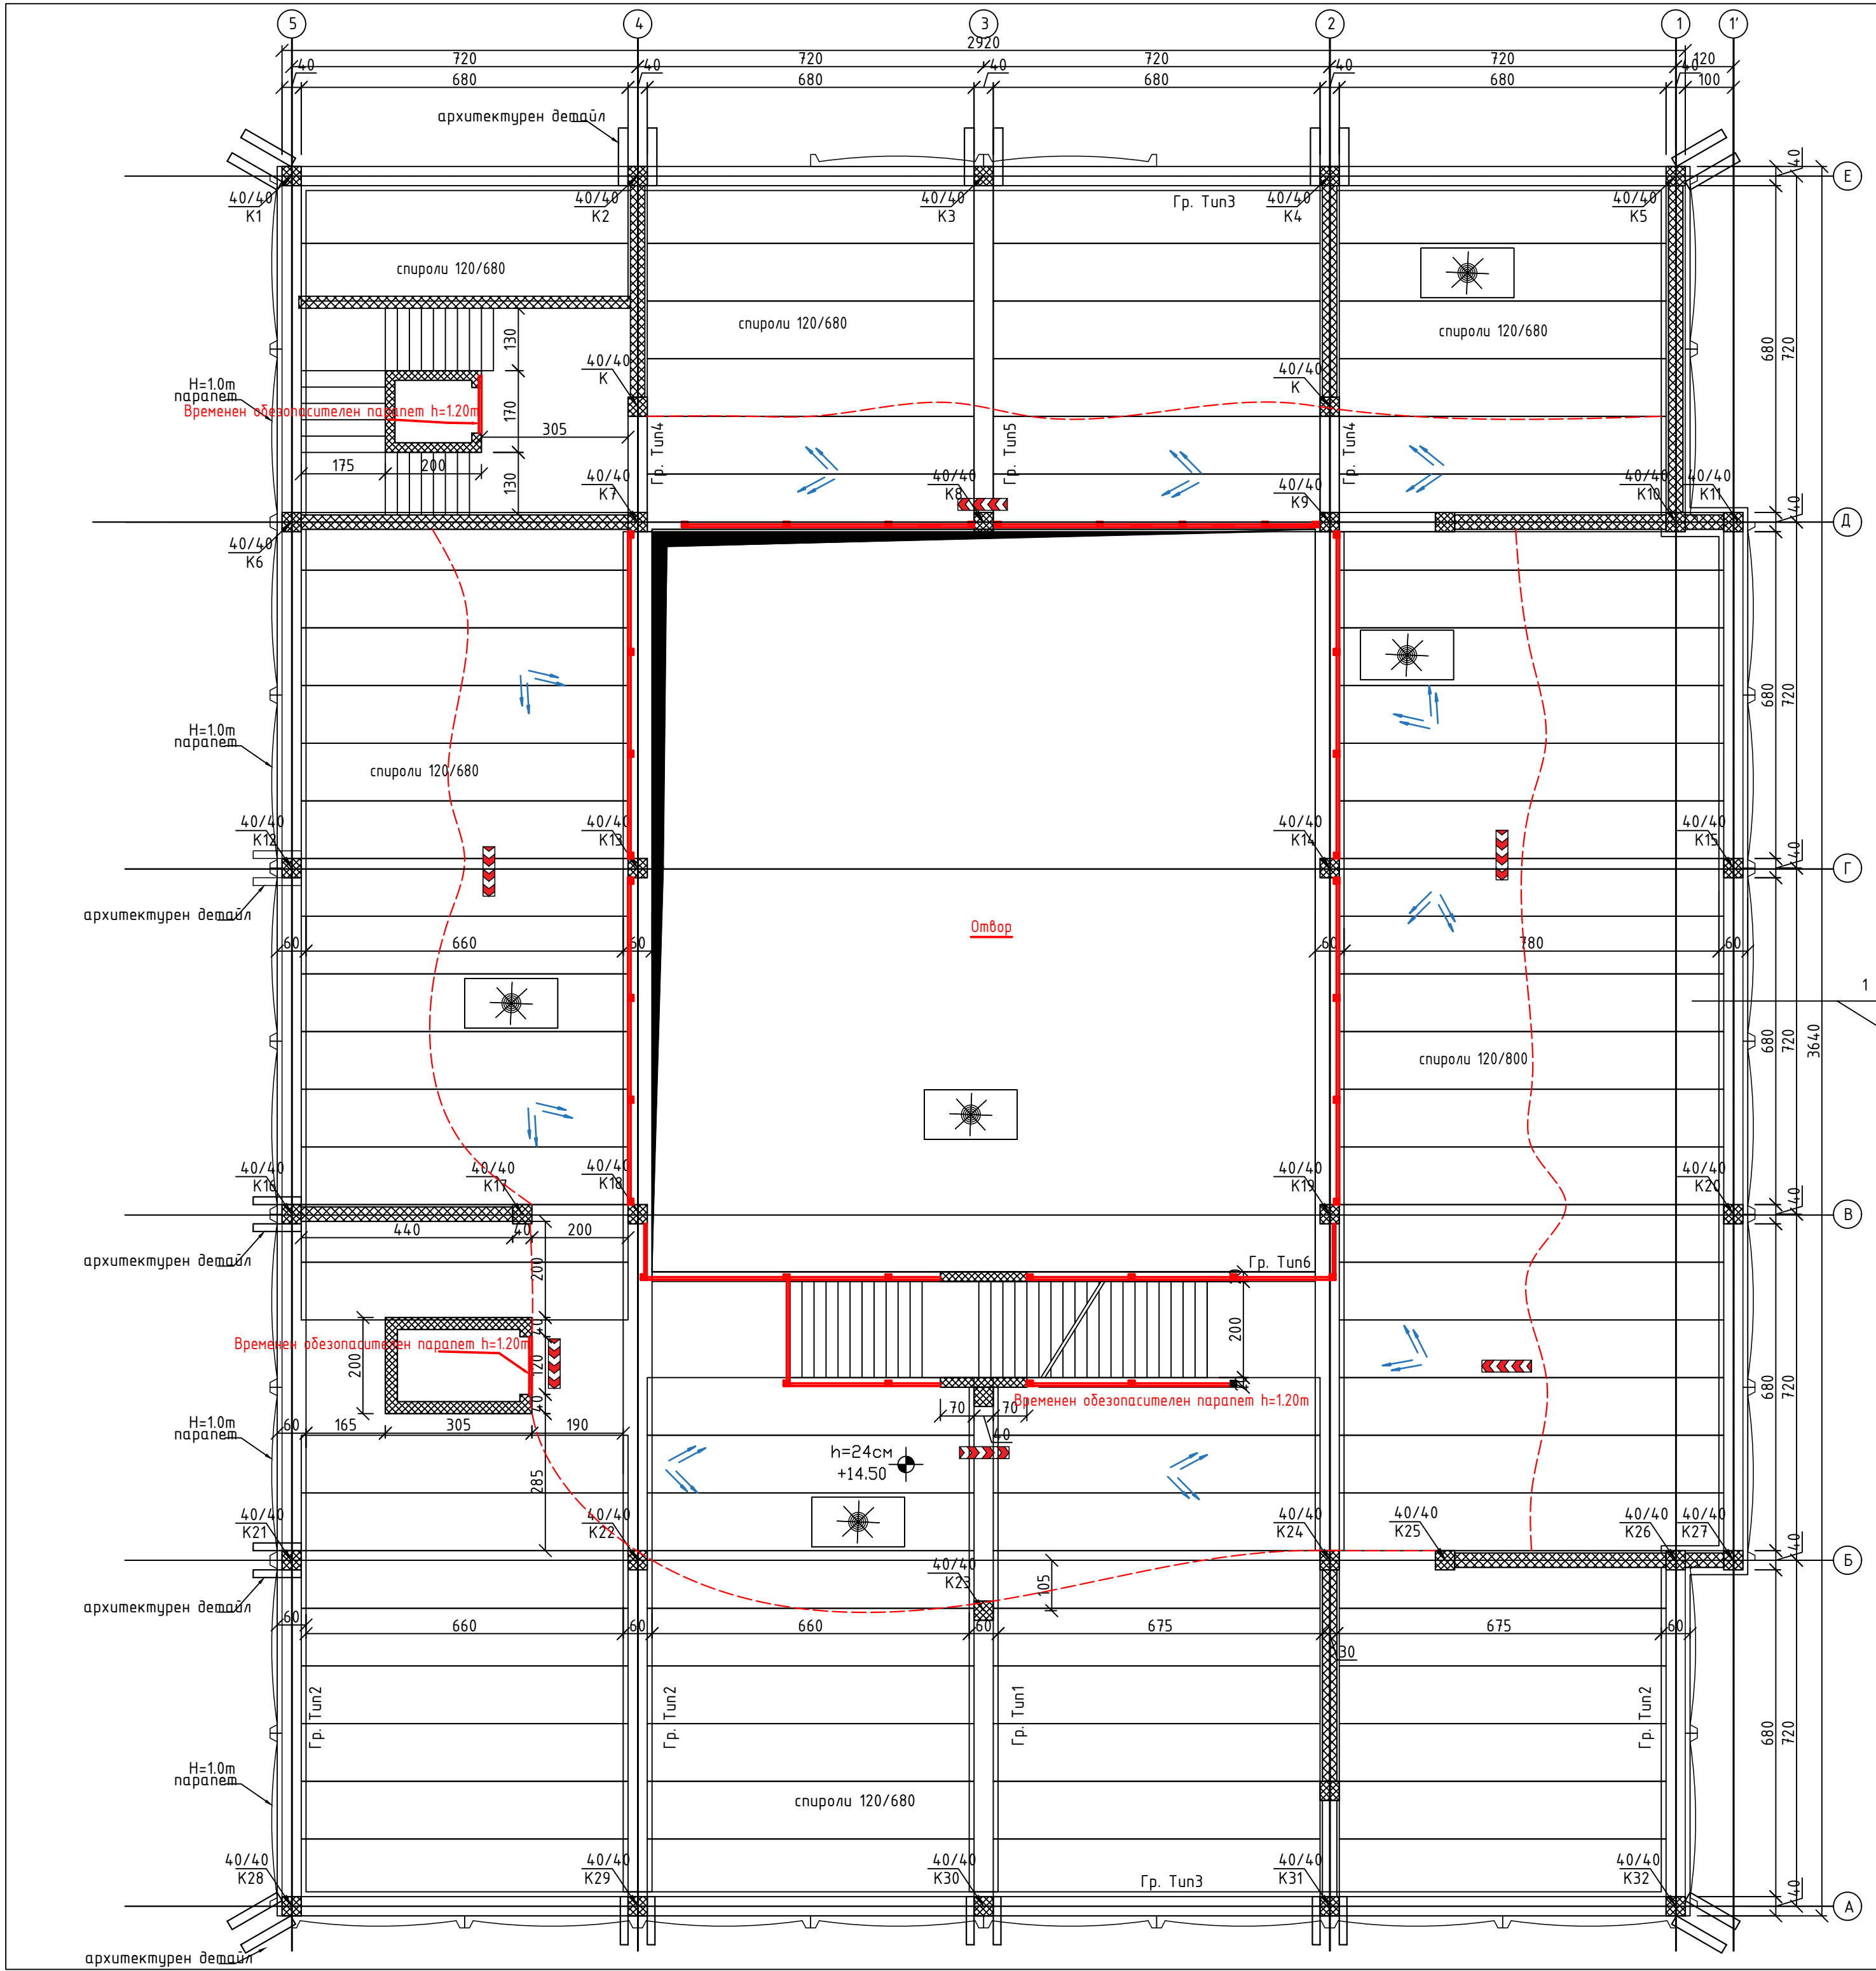 5
4
3
2
1
1'
2920
720
720
720
720
120
40
40
40
40
40
680
680
680
680
100
архитектурен детайл
40
Е
40/40
К1
40/40
К2
40/40
К3
Гр. Тип3
40/40
К4
40/40
К5
спироли 120/680
спироли 120/680
спироли 120/680
130
680
720
40/40
К
40/40
К
H=1.0m
парапет
Временен обезопасителен парапет h=1.20m
170
305
Гр. Тип4
Гр. Тип5
Гр. Тип4
175
200
130
40/40
К7
40/40
К8
40/40
К9
40/40
К10
40/40
К11
40
Д
40/40
К6
680
720
H=1.0m
парапет
спироли 120/680
40/40
К12
40/40
К13
40/40
К14
40/40
К15
40
Г
архитектурен детайл
Отвор
60
660
60
60
780
60
1
спироли 120/800
680
720
3640
40/40
К16
40/40
К17
40/40
К18
40/40
К19
40/40
К20
40
В
440
40
200
архитектурен детайл
200
Гр. Тип6
Временен обезопасителен парапет h=1.20m
200
40
120
40
200
680
720
Временен обезопасителен парапет h=1.20m
70
70
40
H=1.0m
парапет
60
165
305
190
h=24см
+14.50
285
40/40
К21
40/40
К22
40/40
К24
40/40
К25
40/40
К26
40/40
К27
40
Б
40/40
К23
105
архитектурен детайл
60
660
60
660
60
675
675
60
30
Гр. Тип2
Гр. Тип2
Гр. Тип1
Гр. Тип2
680
720
H=1.0m
парапет
спироли 120/680
40/40
К28
40/40
К29
40/40
К30
Гр. Тип3
40/40
К31
40/40
К32
40
А
архитектурен детайл